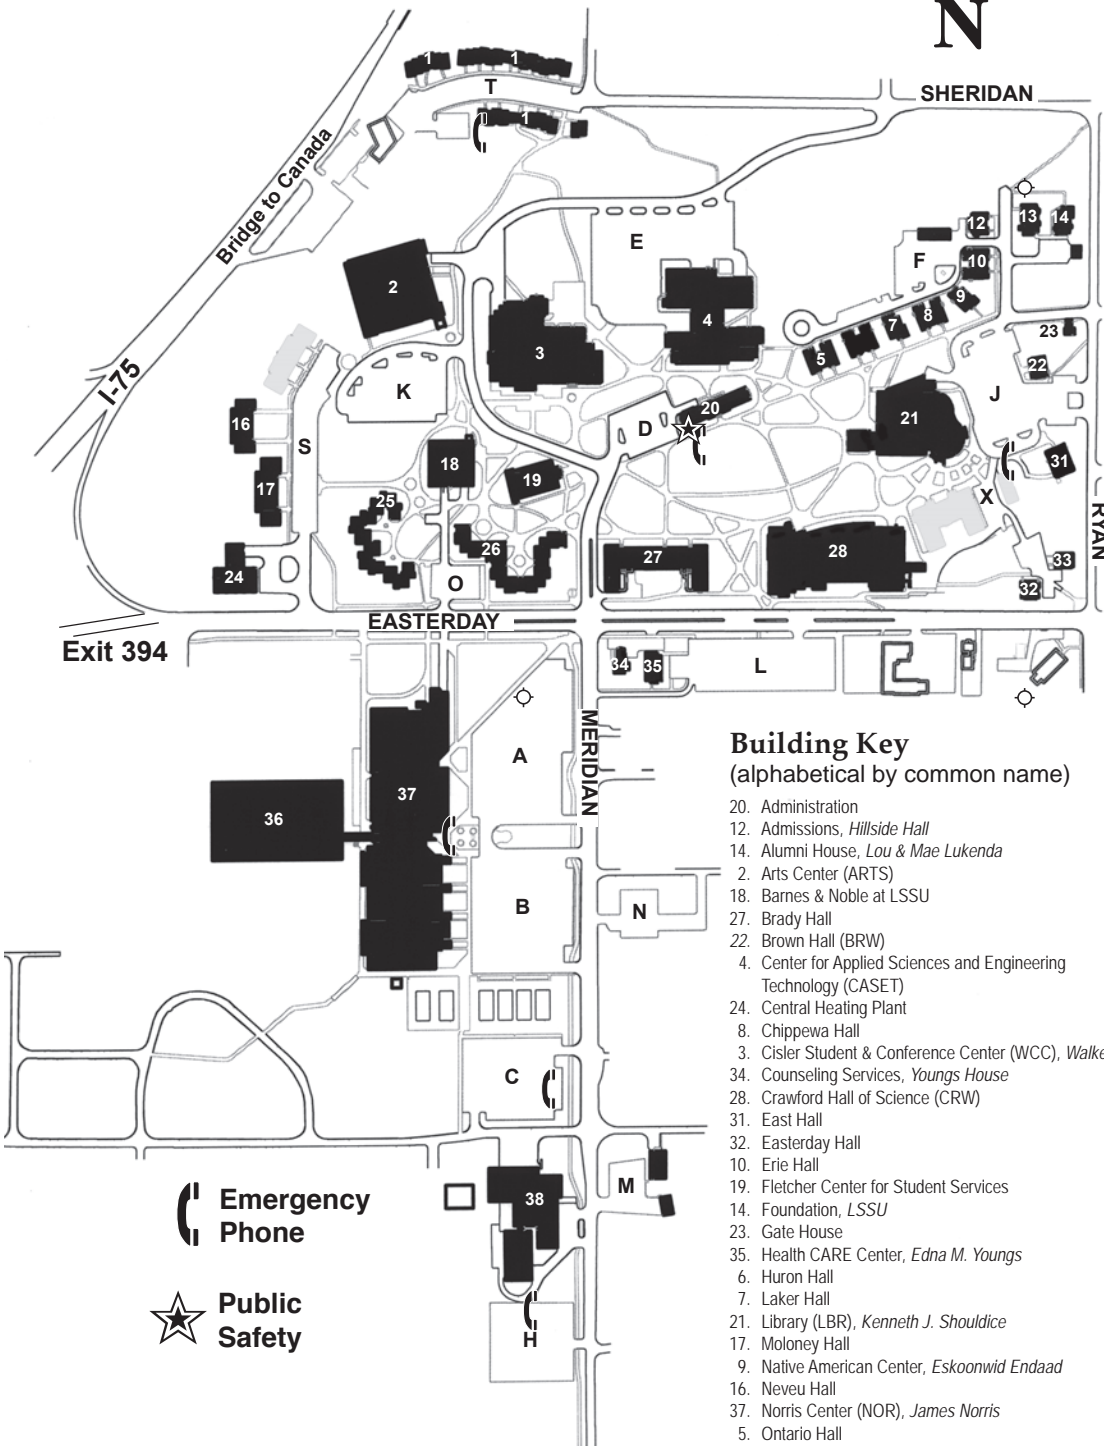 N
SHERIDAN
1
1
T
1
Bridge to Canada
12
13
14
E
F
10
2
9
4
8
7
23
3
5
22
I-75
K
J
20
16
D
21
S
18
31
19
17
X
25
RYAN
26
27
28
33
24
O
32
EASTERDAY
Exit 394
34
35
L
MERIDIAN
A
37
36
B
N
C
38
M
H
Emergency
Phone
Public
Safety
Building Key
(alphabetical by common name)
20. Administration
12. Admissions, Hillside Hall
14. Alumni House, Lou & Mae Lukenda
2. Arts Center (ARTS)
18. Barnes & Noble at LSSU
27. Brady Hall
22. Brown Hall (BRW)
4. Center for Applied Sciences and Engineering
Technology (CASET)
24. Central Heating Plant
8. Chippewa Hall
3. Cisler Student & Conference Center (WCC), Walke
34. Counseling Services, Youngs House
28. Crawford Hall of Science (CRW)
31. East Hall
32. Easterday Hall
10. Erie Hall
19. Fletcher Center for Student Services
14. Foundation, LSSU
23. Gate House
35. Health CARE Center, Edna M. Youngs
6. Huron Hall
7. Laker Hall
21. Library (LBR), Kenneth J. Shouldice
17. Moloney Hall
9. Native American Center, Eskoonwid Endaad
16. Neveu Hall
37. Norris Center (NOR), James Norris
5. Ontario Hall